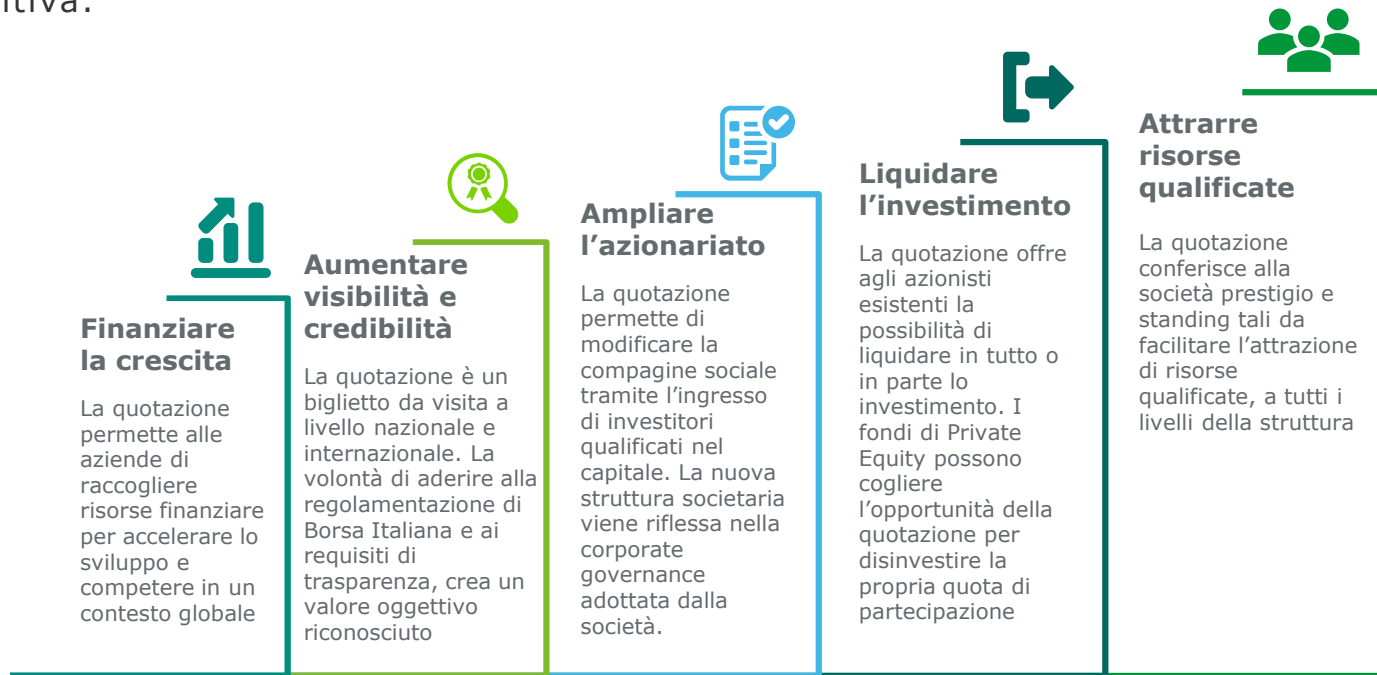 itiva.
Finanziare
la crescita
La quotazione
permette alle
aziende di
raccogliere
risorse finanziare
per accelerare lo
sviluppo e
competere in un
contesto globale
Aumentare
visibilità e
credibilità
La quotazione è un
biglietto da visita a
livello nazionale e
internazionale. La
volontà di aderire alla
regolamentazione di
Borsa Italiana e ai
requisiti di
trasparenza, crea un
valore oggettivo
riconosciuto
Ampliare
l’azionariato
La quotazione
permette di
modificare la
compagine sociale
tramite l’ingresso
di investitori
qualificati nel
capitale. La nuova
struttura societaria
viene riflessa nella
corporate
governance
adottata dalla
società.
Liquidare
l’investimento
La quotazione offre
agli azionisti
esistenti la
possibilità di
liquidare in tutto o
in parte lo
investimento. I
fondi di Private
Equity possono
cogliere
l’opportunità della
quotazione per
disinvestire la
propria quota di
partecipazione
Attrarre
risorse
qualificate
La quotazione
conferisce alla
società prestigio e
standing tali da
facilitare l’attrazione
di risorse
qualificate, a tutti i
livelli della struttura